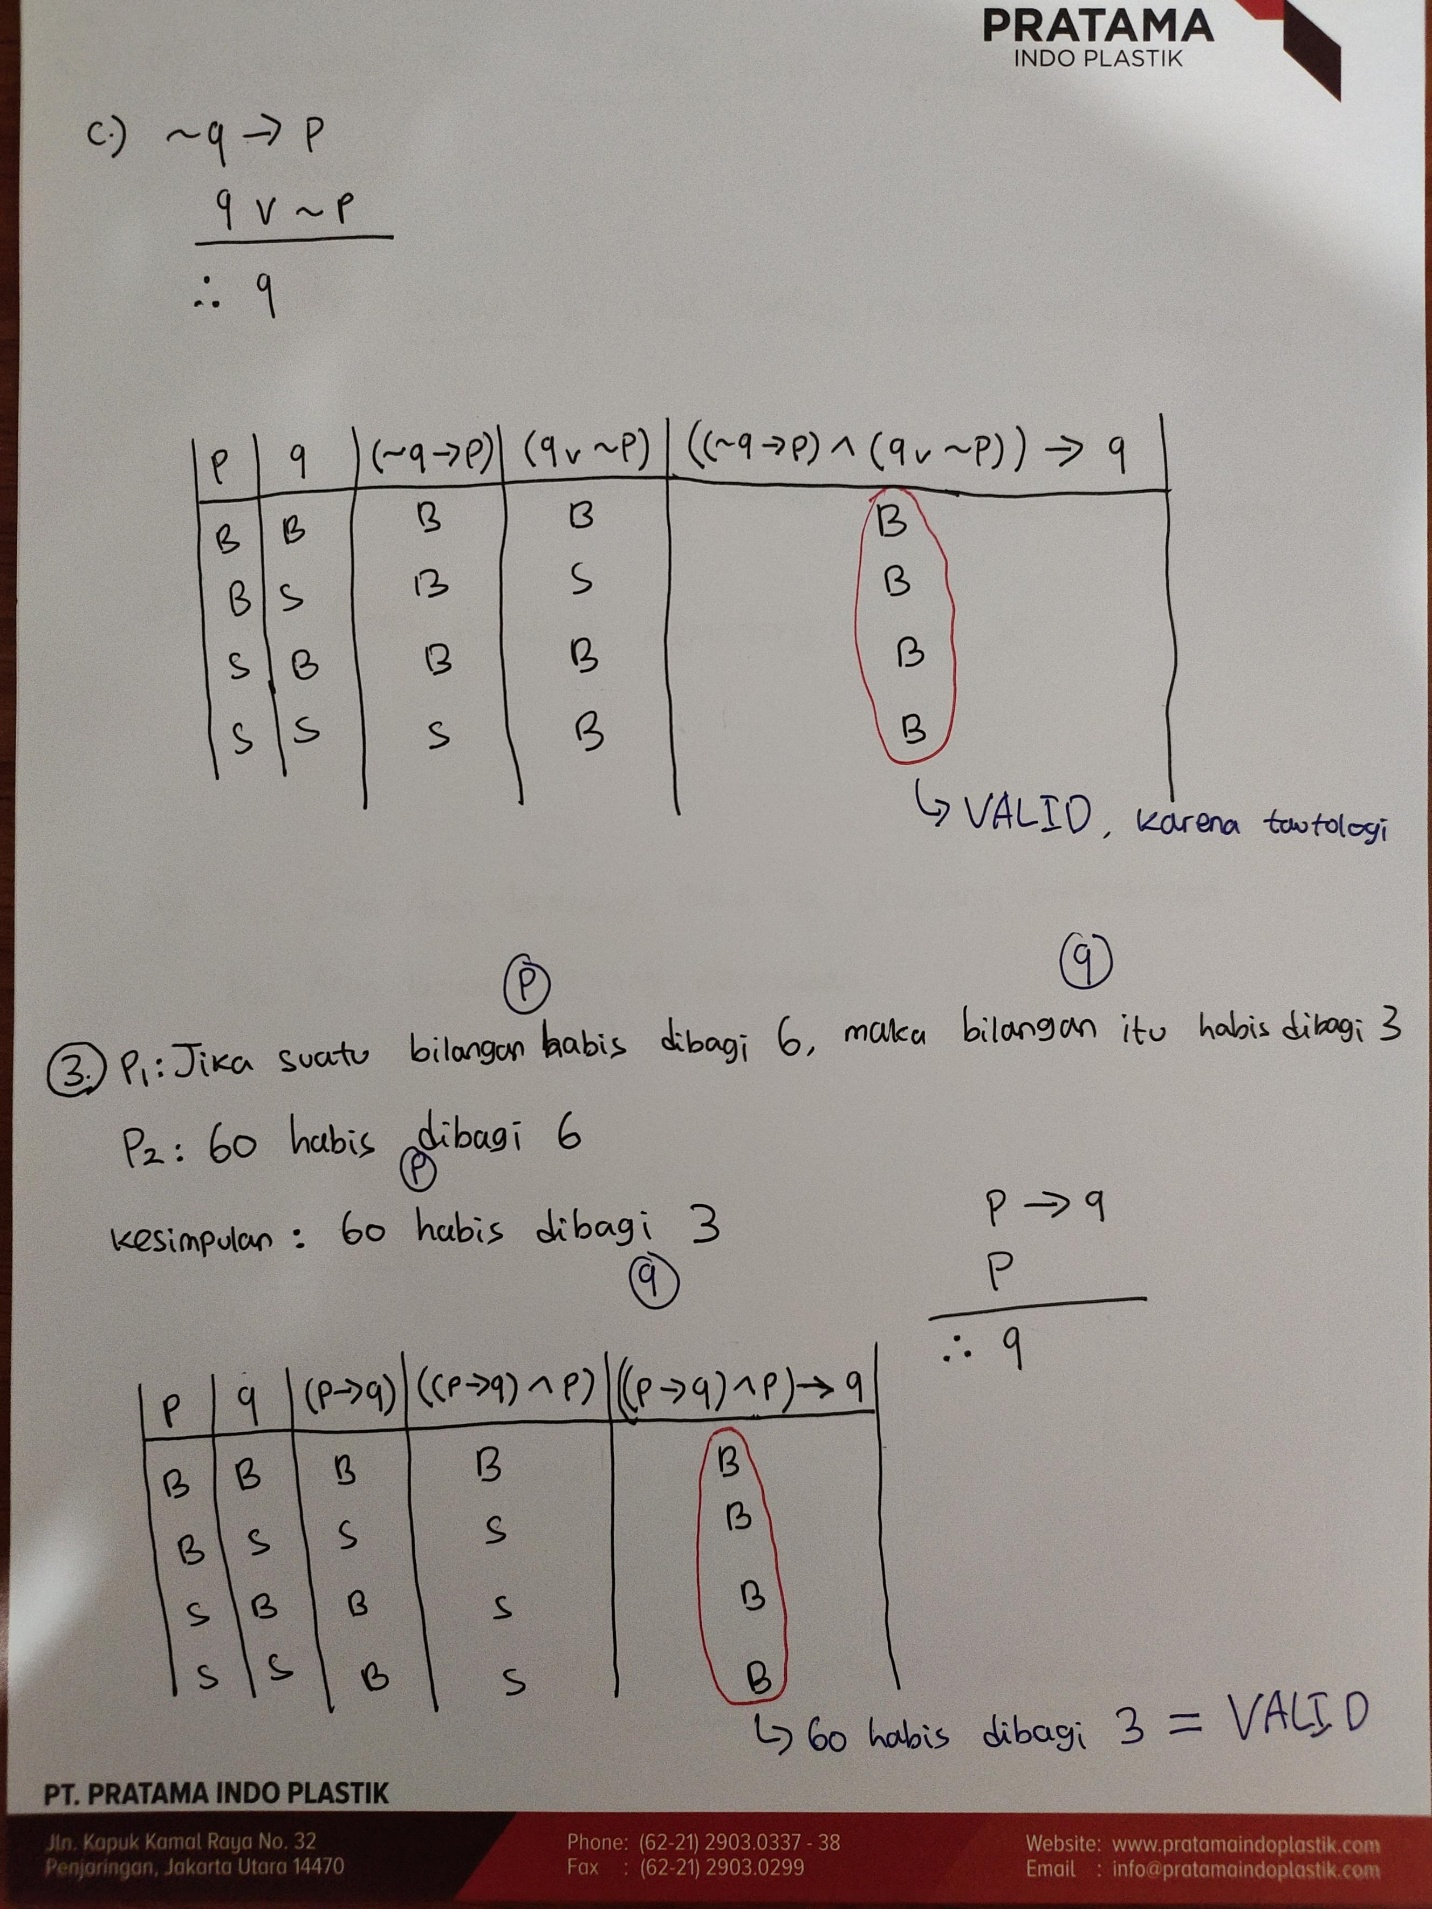 PRATAMA
INDO PLASTIK
c.) ~q → p
q v ~p
∴ q
p | q | (~q→p) | (q v ~p) | ((~q→p) ∧ (q v ~p)) → q
B B B B B
B S B S B
S B B B B
S S S B B
↳ VALID, karena tautologi
p q
3. P1: Jika suatu bilangan habis dibagi 6, maka bilangan itu habis dibagi 3
P2: 60 habis dibagi 6
p
kesimpulan : 60 habis dibagi 3
q
p → q
p
∴ q
p | q | (p→q) | ((p→q) ∧ p) | ((p→q) ∧ p) → q
B B B B B
B S S S B
S B B S B
S S B S B
↳ 60 habis dibagi 3 = VALID
PT. PRATAMA INDO PLASTIK
Jln. Kapuk Kamal Raya No. 32
Penjaringan, Jakarta Utara 14470
Phone: (62-21) 2903.0337 - 38
Fax : (62-21) 2903.0299
Website: www.pratamaindoplastik.com
Email : info@pratamaindoplastik.com